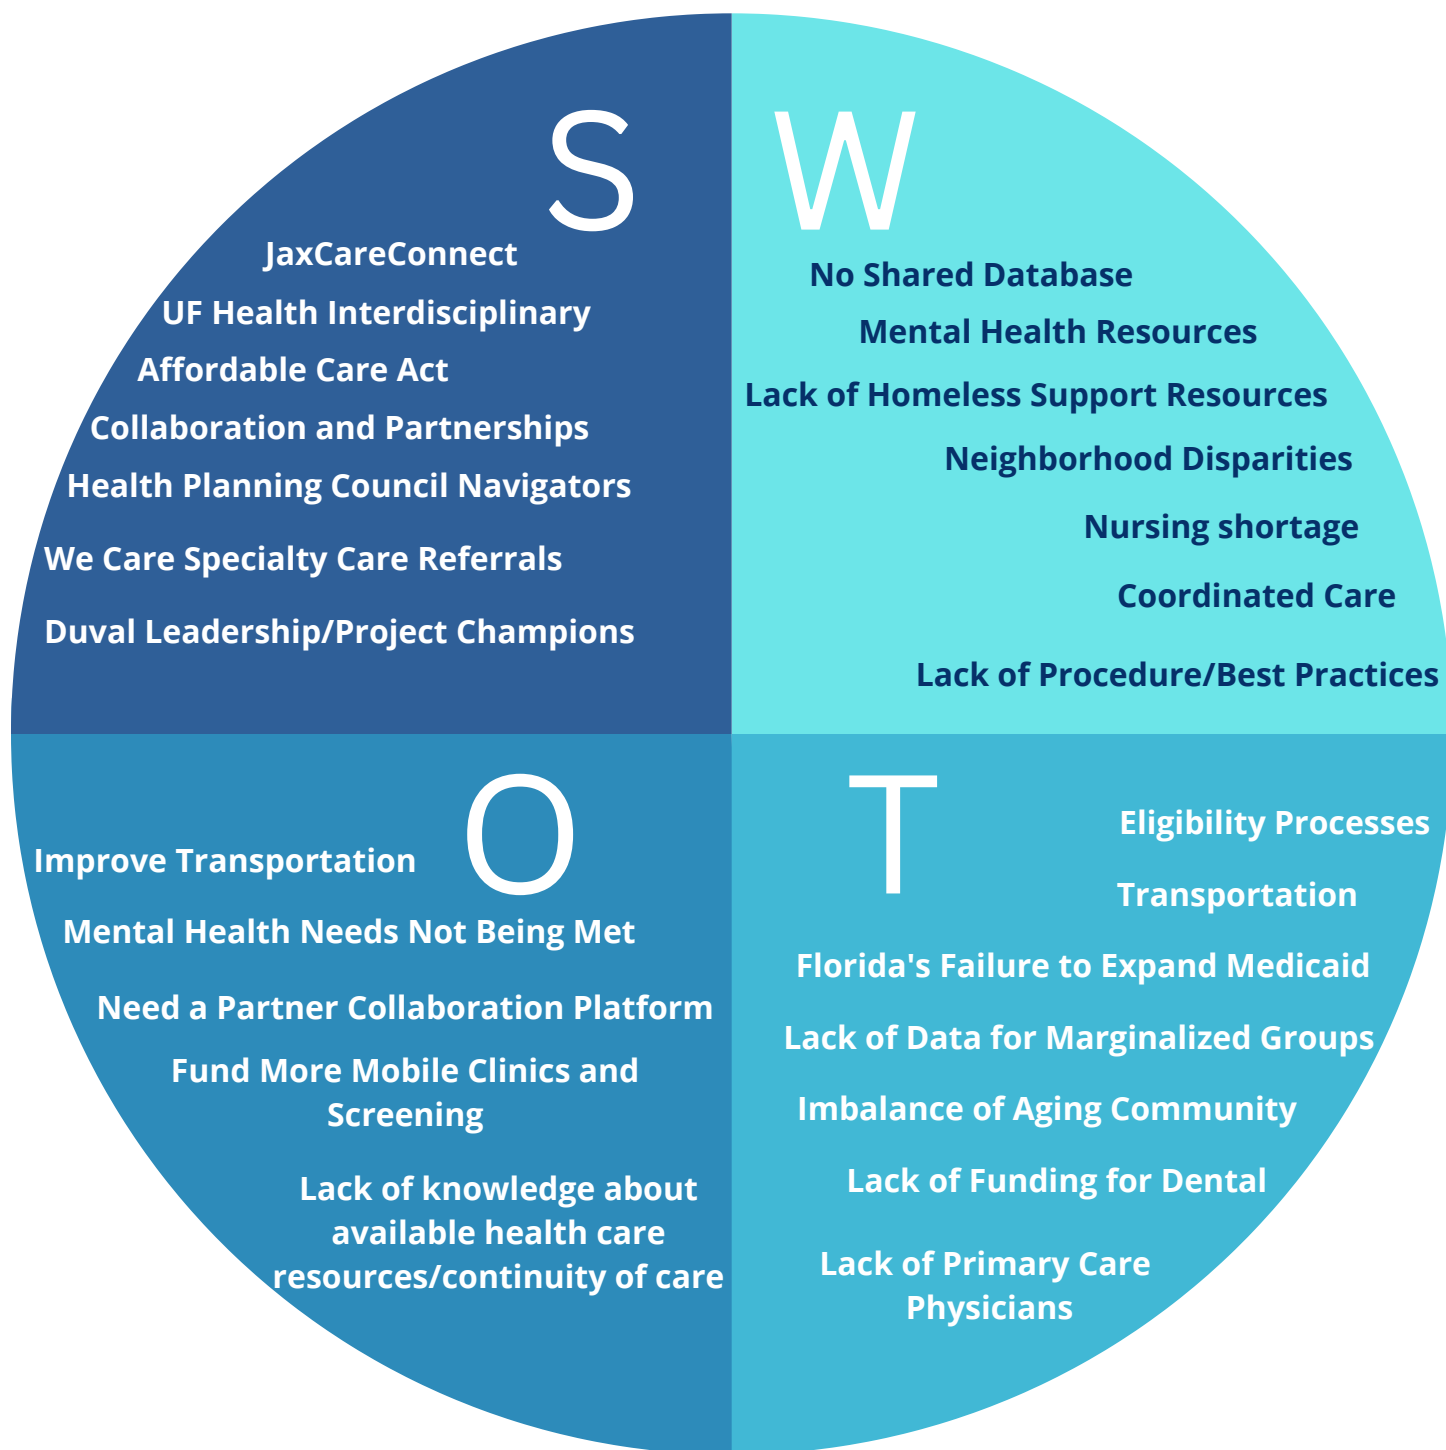 S
JaxCareConnect
UF Health Interdisciplinary
Affordable Care Act
Collaboration and Partnerships
Health Planning Council Navigators
We Care Specialty Care Referrals
Duval Leadership/Project Champions
W
No Shared Database
Mental Health Resources
Lack of Homeless Support Resources
Neighborhood Disparities
Nursing shortage
Coordinated Care
Lack of Procedure/Best Practices
O
Improve Transportation
Mental Health Needs Not Being Met
Need a Partner Collaboration Platform
Fund More Mobile Clinics and
Screening
Lack of knowledge about
available health care
resources/continuity of care
T
Eligibility Processes
Transportation
Florida's Failure to Expand Medicaid
Lack of Data for Marginalized Groups
Imbalance of Aging Community
Lack of Funding for Dental
Lack of Primary Care
Physicians